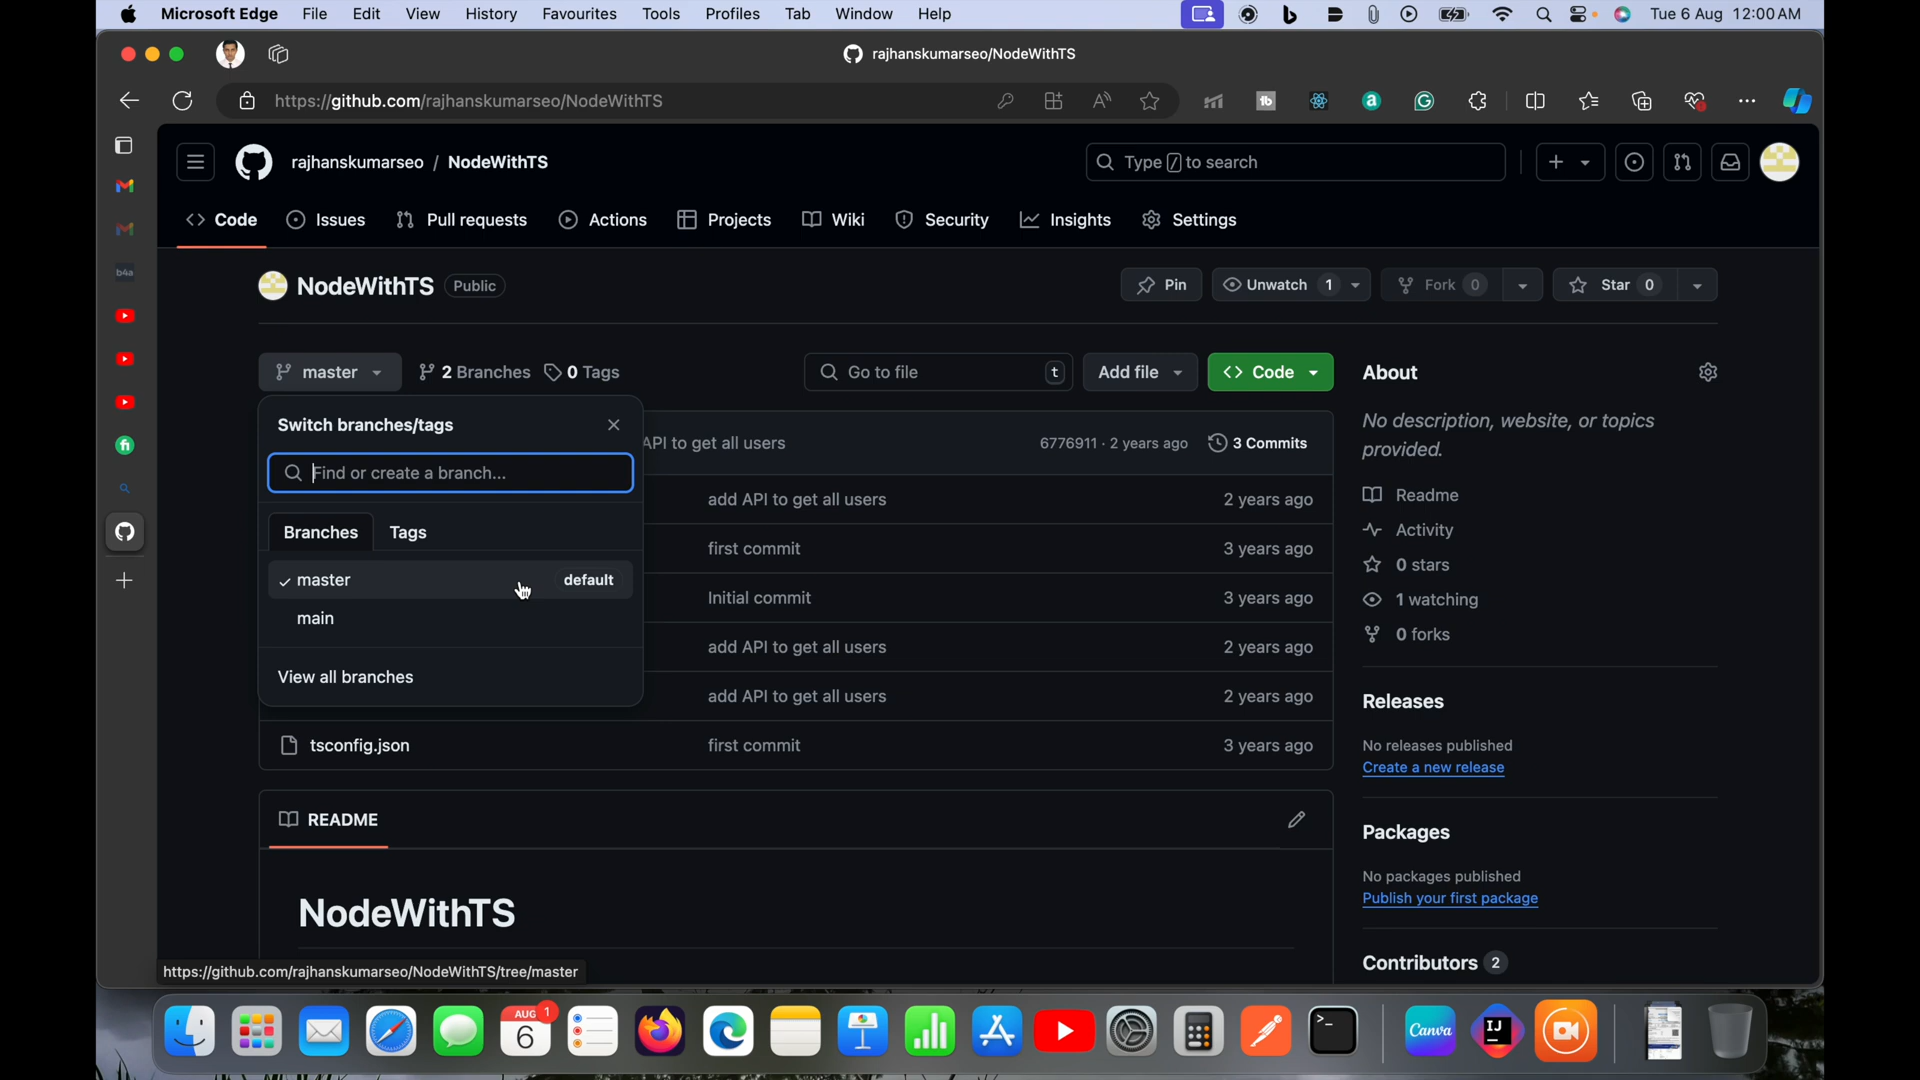 Microsoft Edge File Edit View History Favourites Tools Profiles Tab Window Help Tue 6 Aug 12:00AM
rajhanskumarseo/NodeWithTS
https://github.com/rajhanskumarseo/NodeWithTS
rajhanskumarseo / NodeWithTS
Type / to search
Code Issues Pull requests Actions Projects Wiki Security Insights Settings
NodeWithTS Public
Pin Unwatch 1 Fork 0 Star 0
master 2 Branches 0 Tags Go to file t Add file Code
Switch branches/tags
API to get all users 6776911 · 2 years ago 3 Commits
Find or create a branch...
add API to get all users 2 years ago
Branches Tags
first commit 3 years ago
master default
Initial commit 3 years ago
main
add API to get all users 2 years ago
View all branches
add API to get all users 2 years ago
tsconfig.json first commit 3 years ago
README
NodeWithTS
About
No description, website, or topics
provided.
Readme
Activity
0 stars
1 watching
0 forks
Releases
No releases published
Create a new release
Packages
No packages published
Publish your first package
Contributors 2
https://github.com/rajhanskumarseo/NodeWithTS/tree/master
b4a
AUG 1
6
Canva
IJ